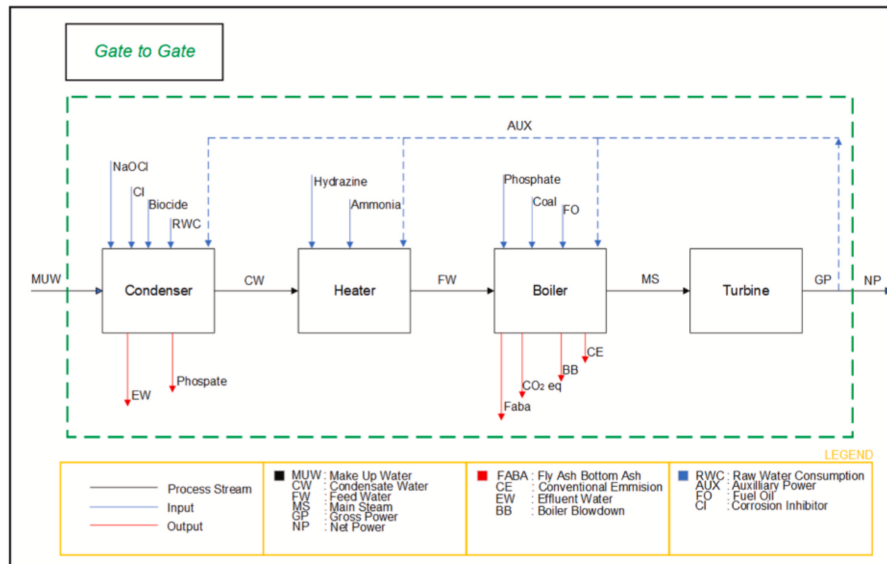 Gate to Gate
AUX
NaOCl
CI
Biocide
RWC
Hydrazine
Ammonia
Phosphate
Coal
FO
MUW
Condenser
CW
Heater
FW
Boiler
MS
Turbine
GP
NP
EW
Phospate
Faba
CO₂ eq
BB
CE
LEGEND
Process Stream
Input
Output
MUW : Make Up Water
CW : Condensate Water
FW : Feed Water
MS : Main Steam
GP : Gross Power
NP : Net Power
FABA : Fly Ash Bottom Ash
CE : Conventional Emmision
EW : Effluent Water
BB : Boiler Blowdown
RWC : Raw Water Consumption
AUX : Auxilliary Power
FO : Fuel Oil
CI : Corrosion Inhibitor